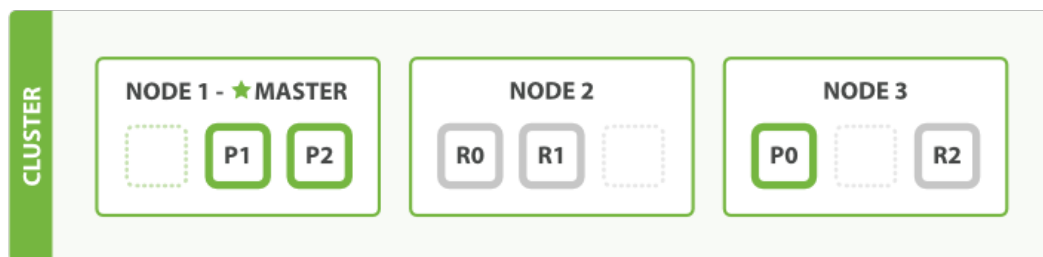 CLUSTER
NODE 1 - ★ MASTER
P1 P2
NODE 2
R0 R1
NODE 3
P0 R2